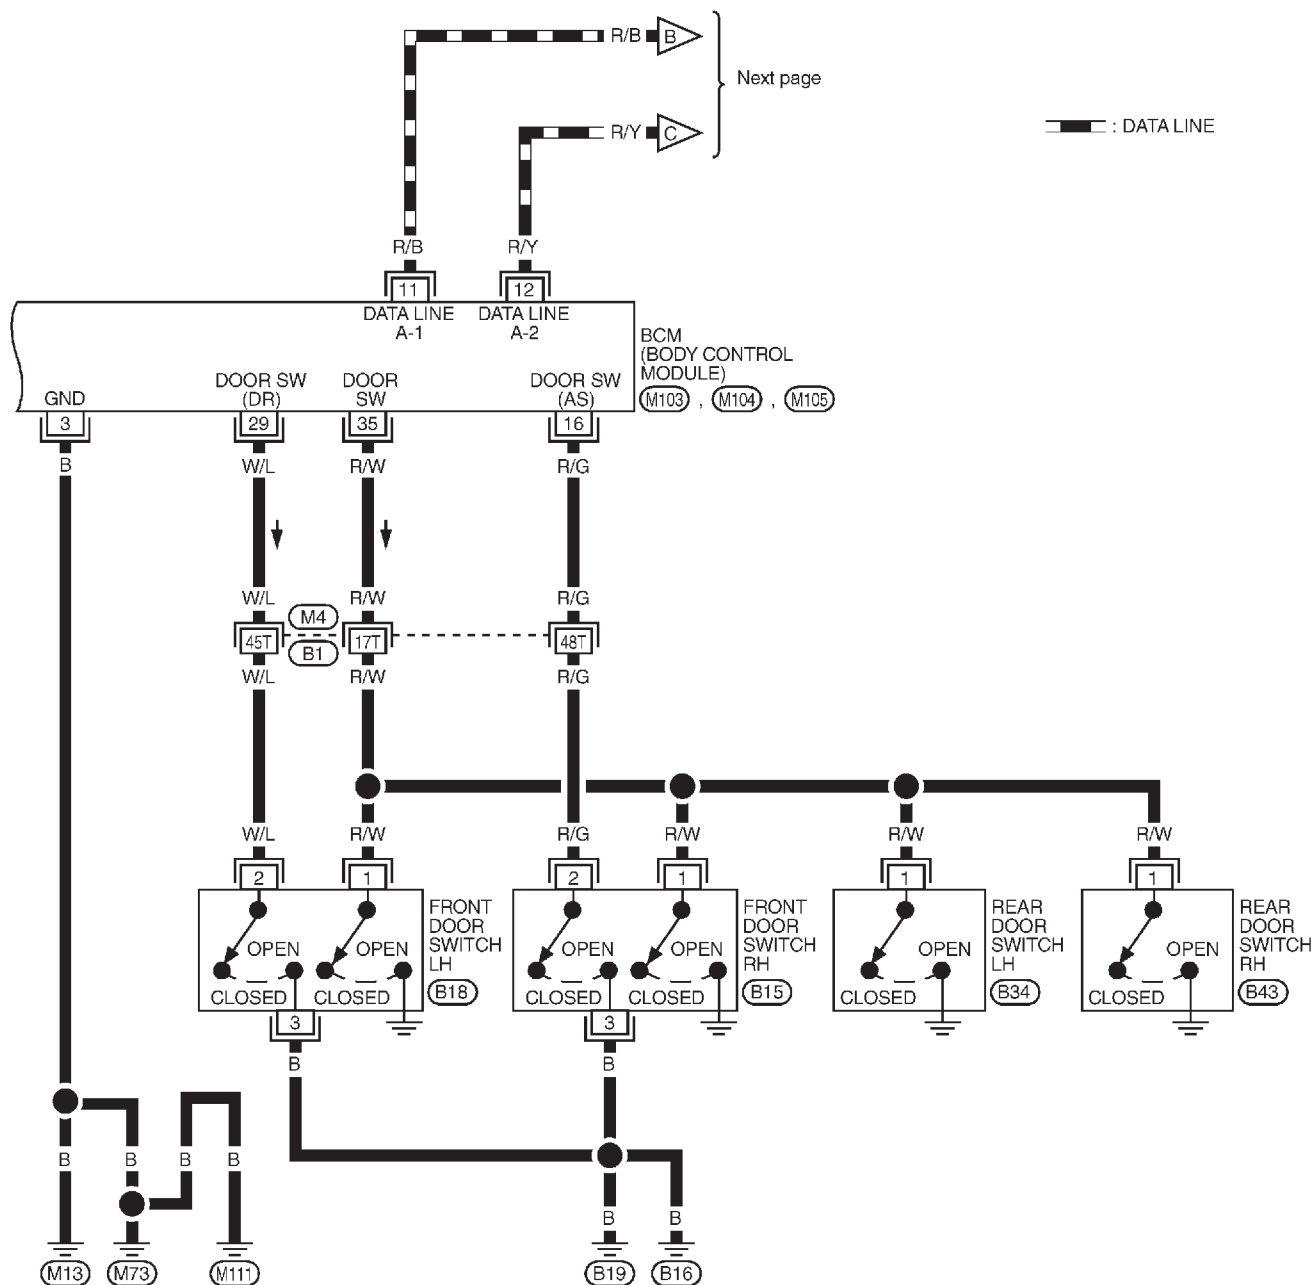 R/B B
Next page
R/Y C
: DATA LINE
R/B R/Y
11 12
DATA LINE
A-1
DATA LINE
A-2
BCM
(BODY CONTROL
MODULE)
M103 , M104 , M105
GND
DOOR SW
(DR)
DOOR
SW
DOOR SW
(AS)
3 29 35 16
B W/L R/W R/G
W/L R/W R/G
M4
45T 17T 48T
B1
W/L R/W R/G
W/L R/W R/G R/W R/W R/W
2 1 2 1 1 1
OPEN OPEN
CLOSED CLOSED
FRONT
DOOR
SWITCH
LH
B18
OPEN OPEN
CLOSED CLOSED
FRONT
DOOR
SWITCH
RH
B15
OPEN
CLOSED
REAR
DOOR
SWITCH
LH
B34
OPEN
CLOSED
REAR
DOOR
SWITCH
RH
B43
3 3
B B
B B B B
B B
M13 M73 M111 B19 B16